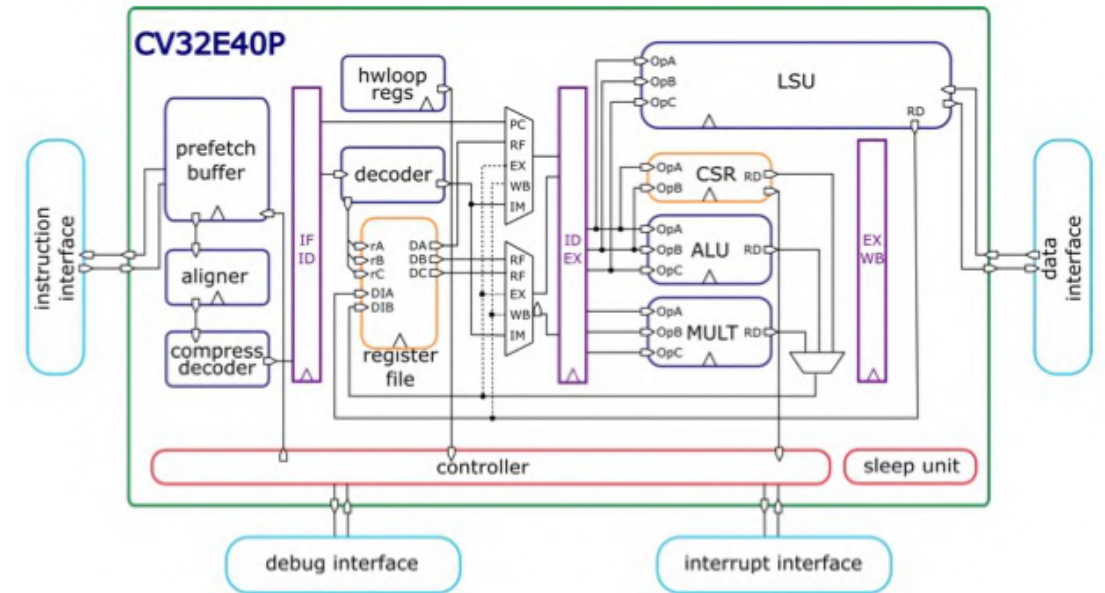 CV32E40P
instruction
interface
prefetch
buffer
aligner
compress
decoder
IF
ID
hwloop
regs
decoder
rA
rB
rC
DIA
DIB
DA
DB
DC
register
file
PC
RF
EX
WB
IM
RF
RF
EX
WB
IM
ID
EX
OpA
OpB
OpC
LSU
RD
OpA
OpB
CSR
RD
OpA
OpB
OpC
ALU
RD
OpA
OpB
OpC
MULT
RD
EX
WB
data
interface
controller
sleep unit
debug interface
interrupt interface